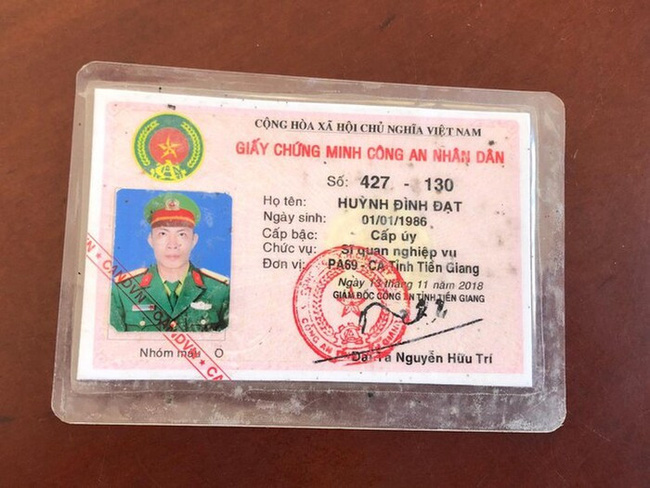 CỘNG HÒA XÃ HỘI CHỦ NGHĨA VIỆT NAM
GIẤY CHỨNG MINH CÔNG AN NHÂN DÂN
Số: 427 - 130
Họ tên: HUỲNH ĐÌNH ĐẠT
Ngày sinh: 01/01/1986
Cấp bậc: Cấp úy
Chức vụ: Sĩ quan nghiệp vụ
Đơn vị: PA69 - CA Tỉnh Tiền Giang
Ngày 13 tháng 11 năm 2018
GIÁM ĐỐC CÔNG AN TỈNH TIỀN GIANG
Đại Tá Nguyễn Hữu Trí
Nhóm máu O
CANDVN